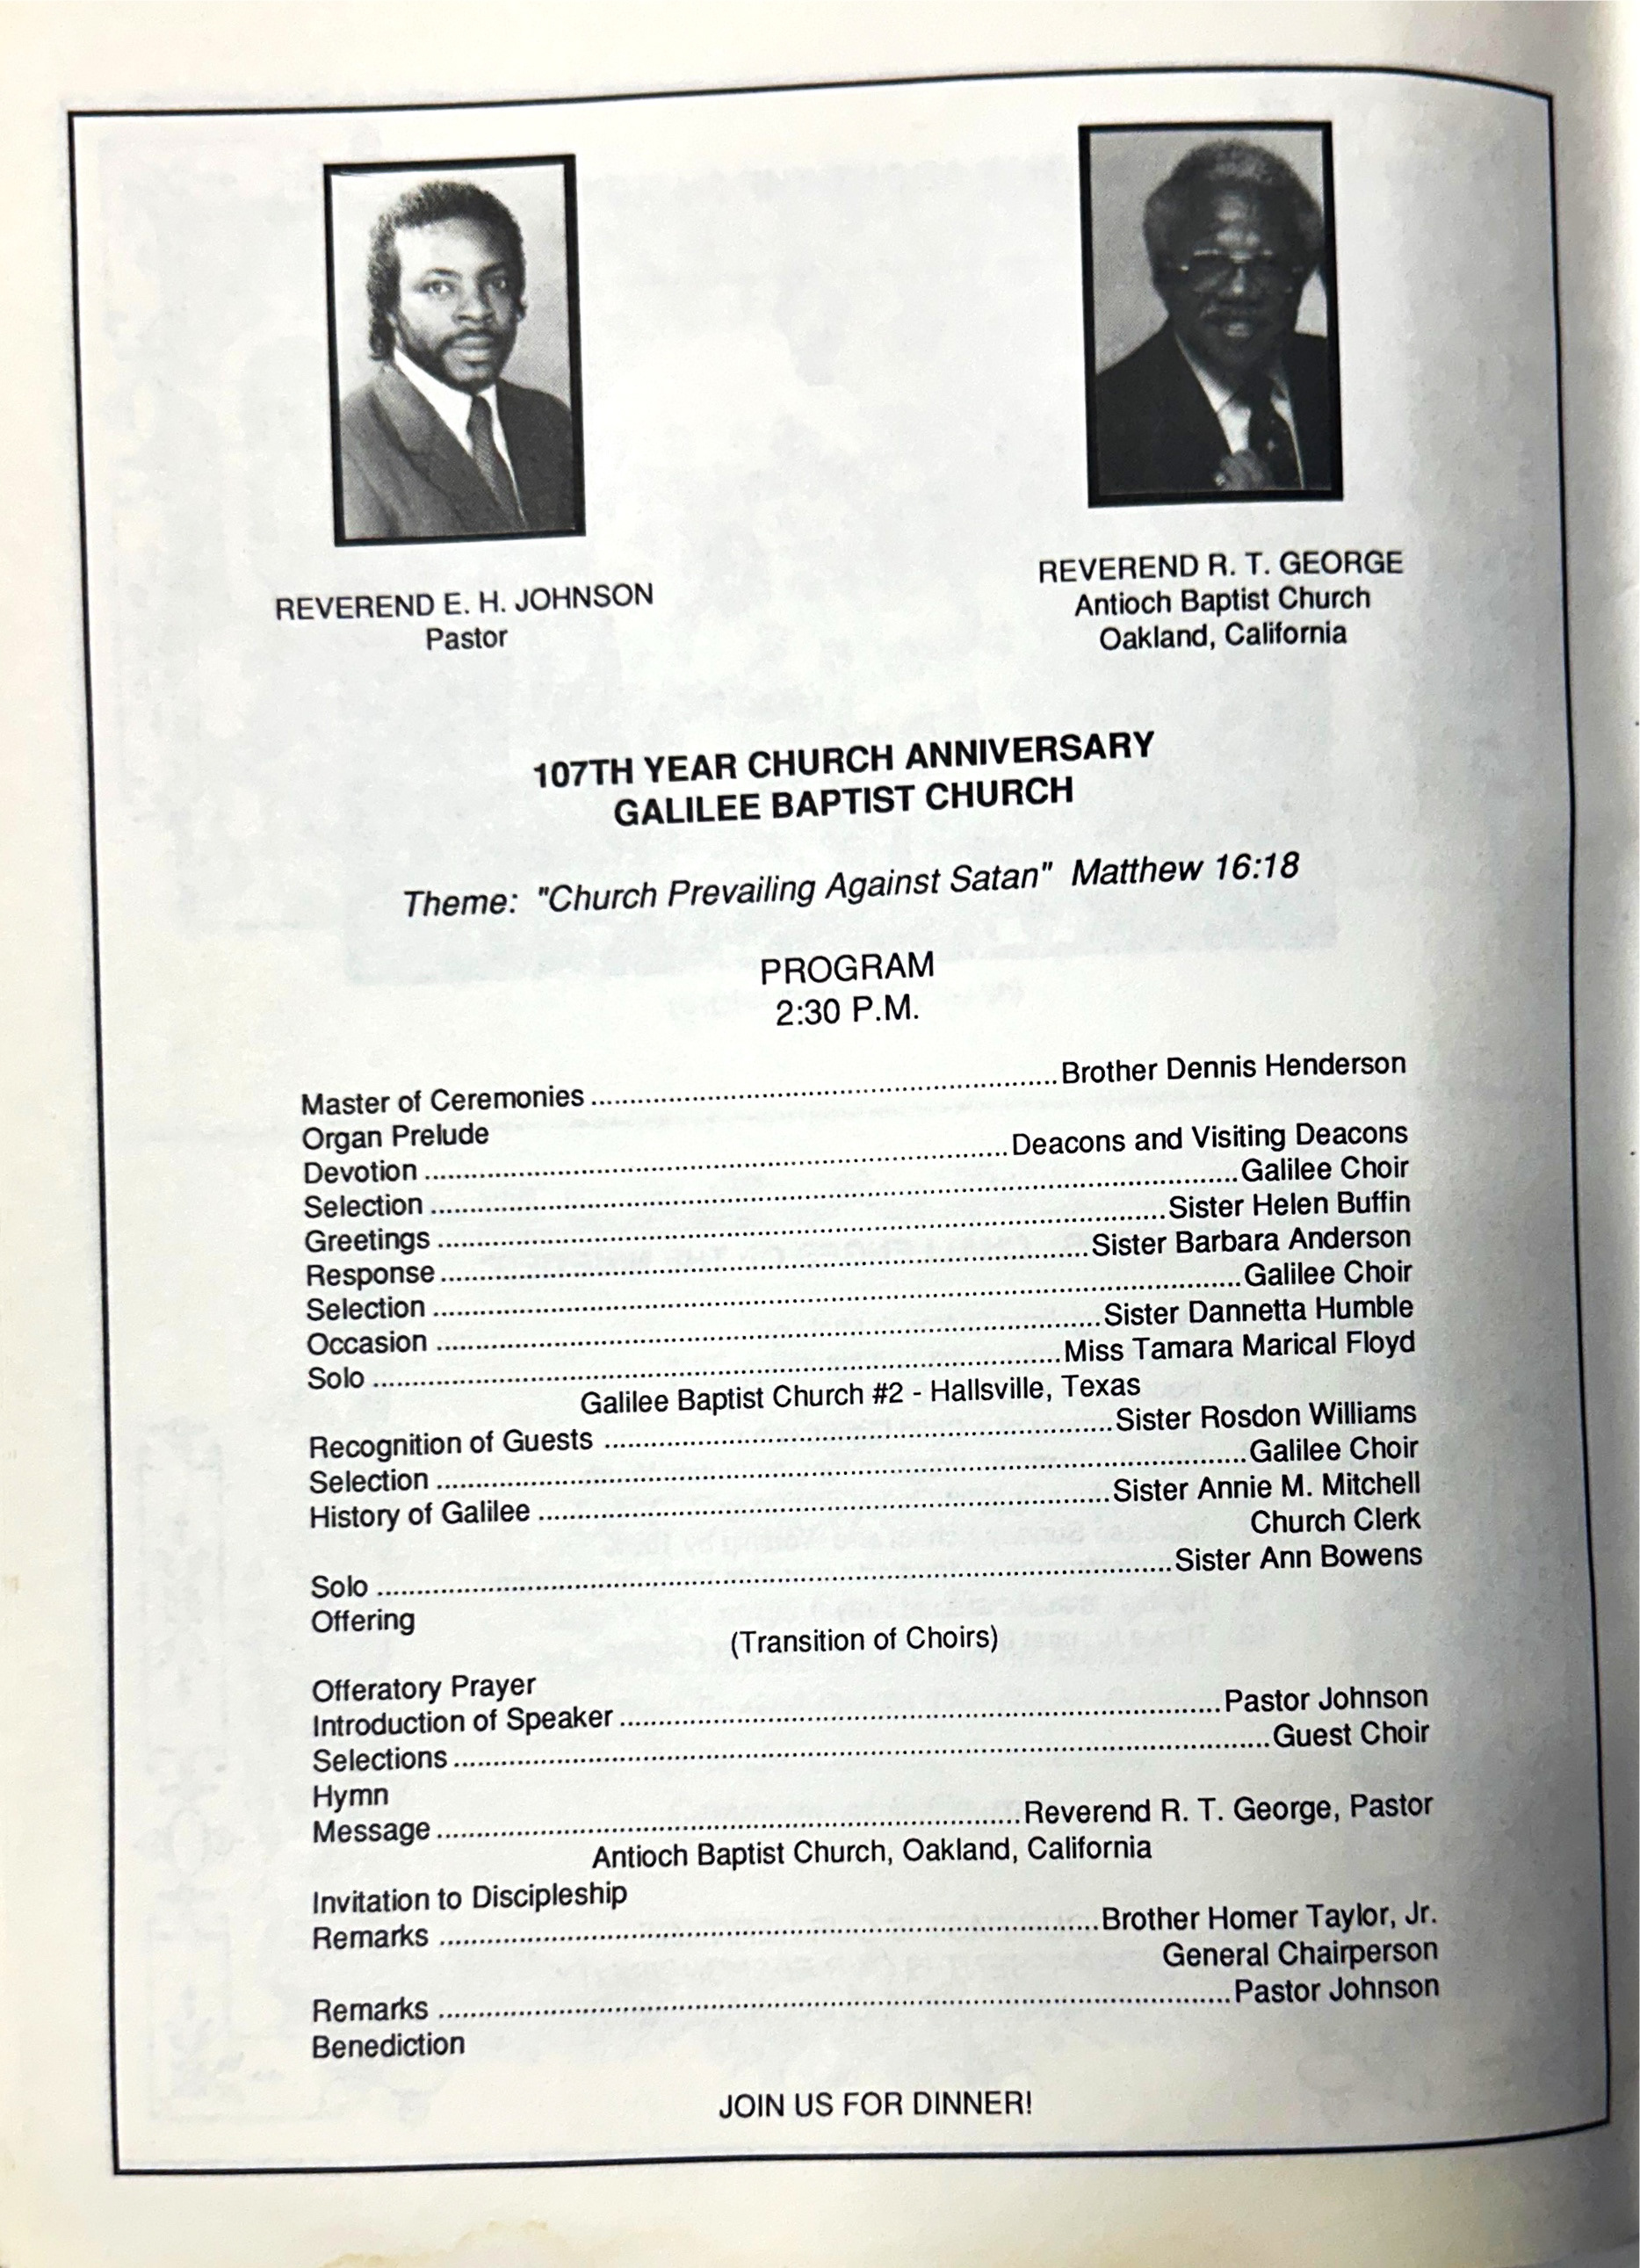 REVEREND E. H. JOHNSON
Pastor
REVEREND R. T. GEORGE
Antioch Baptist Church
Oakland, California
107TH YEAR CHURCH ANNIVERSARY
GALILEE BAPTIST CHURCH
Theme: "Church Prevailing Against Satan" Matthew 16:18
PROGRAM
2:30 P.M.
Master of Ceremonies ........ Brother Dennis Henderson
Organ Prelude
Devotion ........ Deacons and Visiting Deacons
Selection ........ Galilee Choir
Greetings ........ Sister Helen Buffin
Response ........ Sister Barbara Anderson
Selection ........ Galilee Choir
Occasion ........ Sister Dannetta Humble
Solo ........ Miss Tamara Marical Floyd
Galilee Baptist Church #2 - Hallsville, Texas
Recognition of Guests ........ Sister Rosdon Williams
Selection ........ Galilee Choir
History of Galilee ........ Sister Annie M. Mitchell
Church Clerk
Solo ........ Sister Ann Bowens
Offering
(Transition of Choirs)
Offeratory Prayer
Introduction of Speaker ........ Pastor Johnson
Selections ........ Guest Choir
Hymn
Message ........ Reverend R. T. George, Pastor
Antioch Baptist Church, Oakland, California
Invitation to Discipleship
Remarks ........ Brother Homer Taylor, Jr.
General Chairperson
Remarks ........ Pastor Johnson
Benediction
JOIN US FOR DINNER!